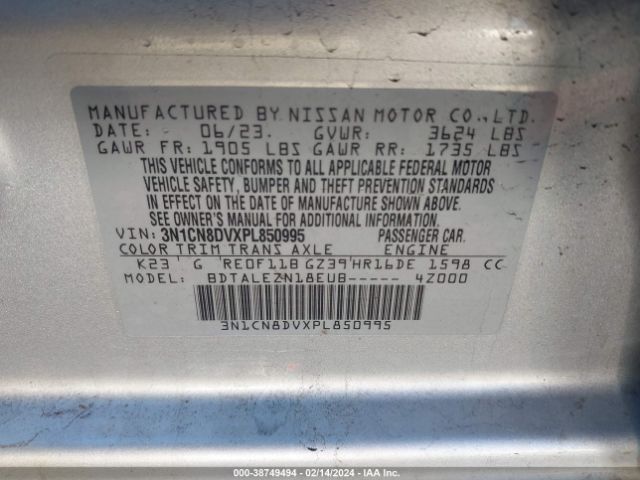 MANUFACTURED BY NISSAN MOTOR CO., LTD.
DATE: 06/23. GVWR: 3624 LBS
GAWR FR: 1905 LBS GAWR RR: 1735 LBS
THIS VEHICLE CONFORMS TO ALL APPLICABLE FEDERAL MOTOR
VEHICLE SAFETY, BUMPER AND THEFT PREVENTION STANDARDS
IN EFFECT ON THE DATE OF MANUFACTURE SHOWN ABOVE.
SEE OWNER'S MANUAL FOR ADDITIONAL INFORMATION.
VIN: 3N1CN8DVXPL850995 PASSENGER CAR.
COLOR TRIM TRANS AXLE ENGINE
K23 G RE0F11B GZ39 HR16DE 1598 CC
MODEL: BDTALEZN18EUB----- 4Z000
3N1CN8DVXPL850995
000-38749494 - 02/14/2024 - IAA Inc.